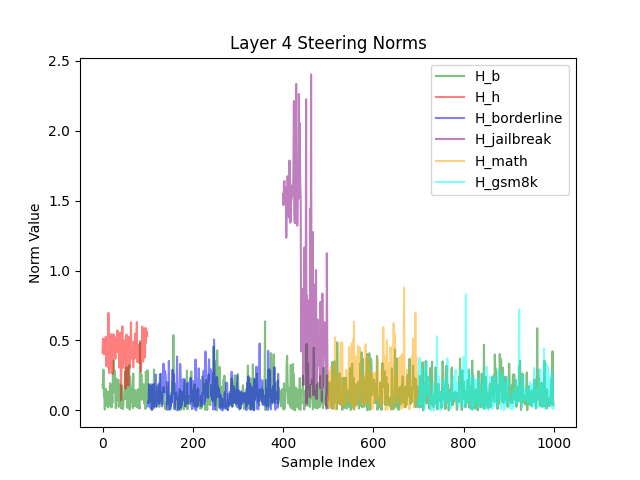 Layer 4 Steering Norms
2.5
2.0
1.5
1.0
0.5
0.0
Norm Value
H_b
H_h
H_borderline
H_jailbreak
H_math
H_gsm8k
0
200
400
600
800
1000
Sample Index